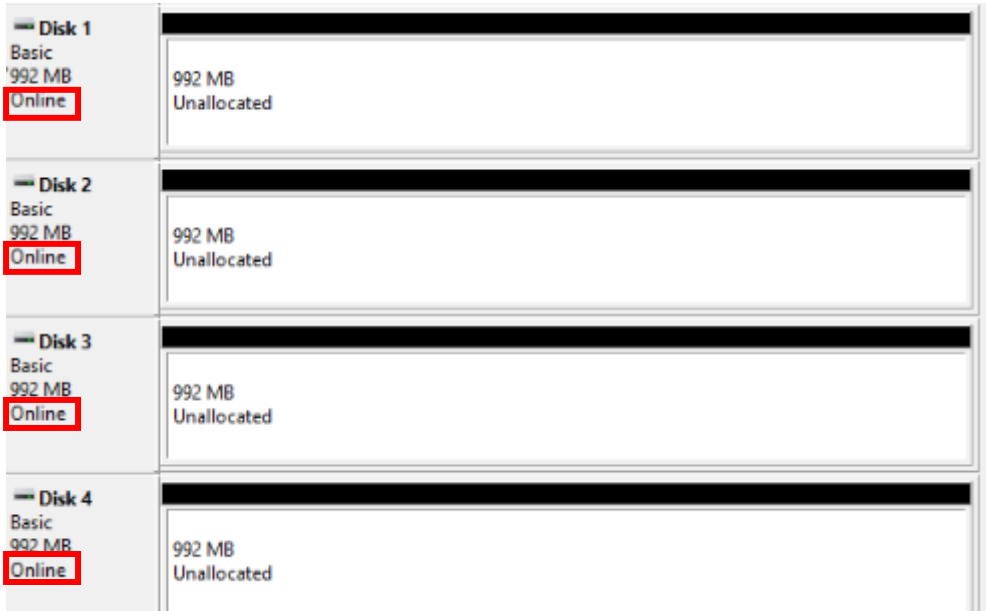 Disk 1
Basic
992 MB
Online
992 MB
Unallocated
Disk 2
Basic
992 MB
Online
992 MB
Unallocated
Disk 3
Basic
992 MB
Online
992 MB
Unallocated
Disk 4
Basic
992 MB
Online
992 MB
Unallocated